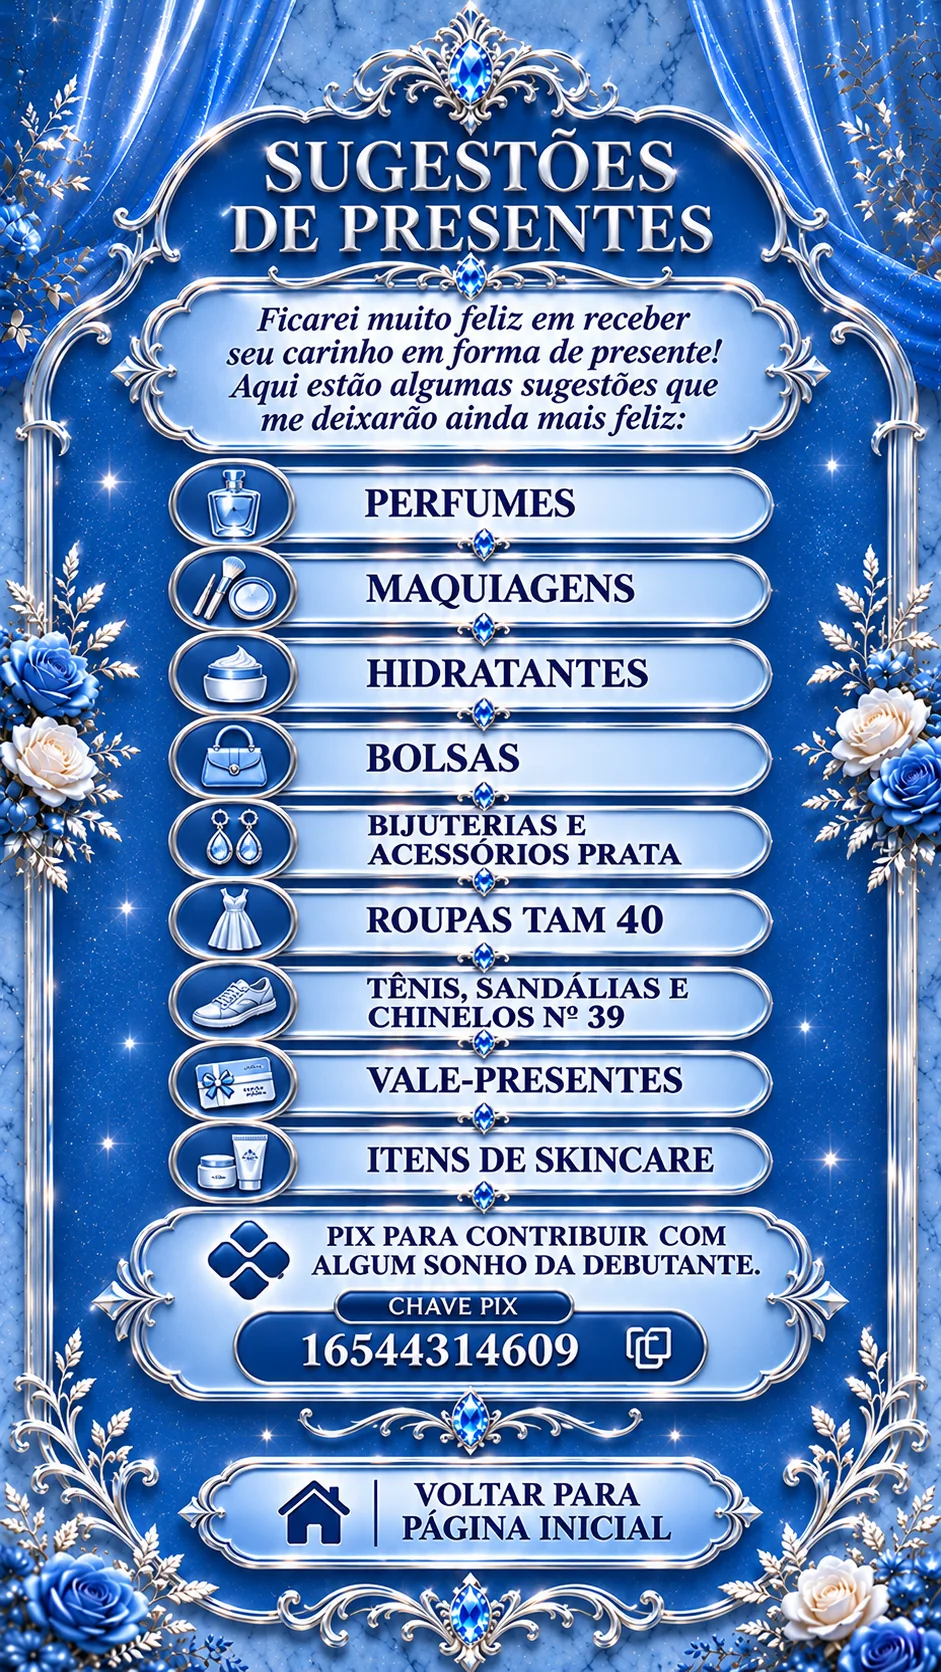 SUGESTÕES
DE PRESENTES
Ficarei muito feliz em receber
seu carinho em forma de presente!
Aqui estão algumas sugestões que
me deixarão ainda mais feliz:
PERFUMES
MAQUIAGENS
HIDRATANTES
BOLSAS
BIJUTERIAS E
ACESSÓRIOS PRATA
ROUPAS TAM 40
TÊNIS, SANDÁLIAS E
CHINELOS Nº 39
VALE-PRESENTES
ITENS DE SKINCARE
PIX PARA CONTRIBUIR COM
ALGUM SONHO DA DEBUTANTE.
CHAVE PIX
16544314609
VOLTAR PARA
PÁGINA INICIAL